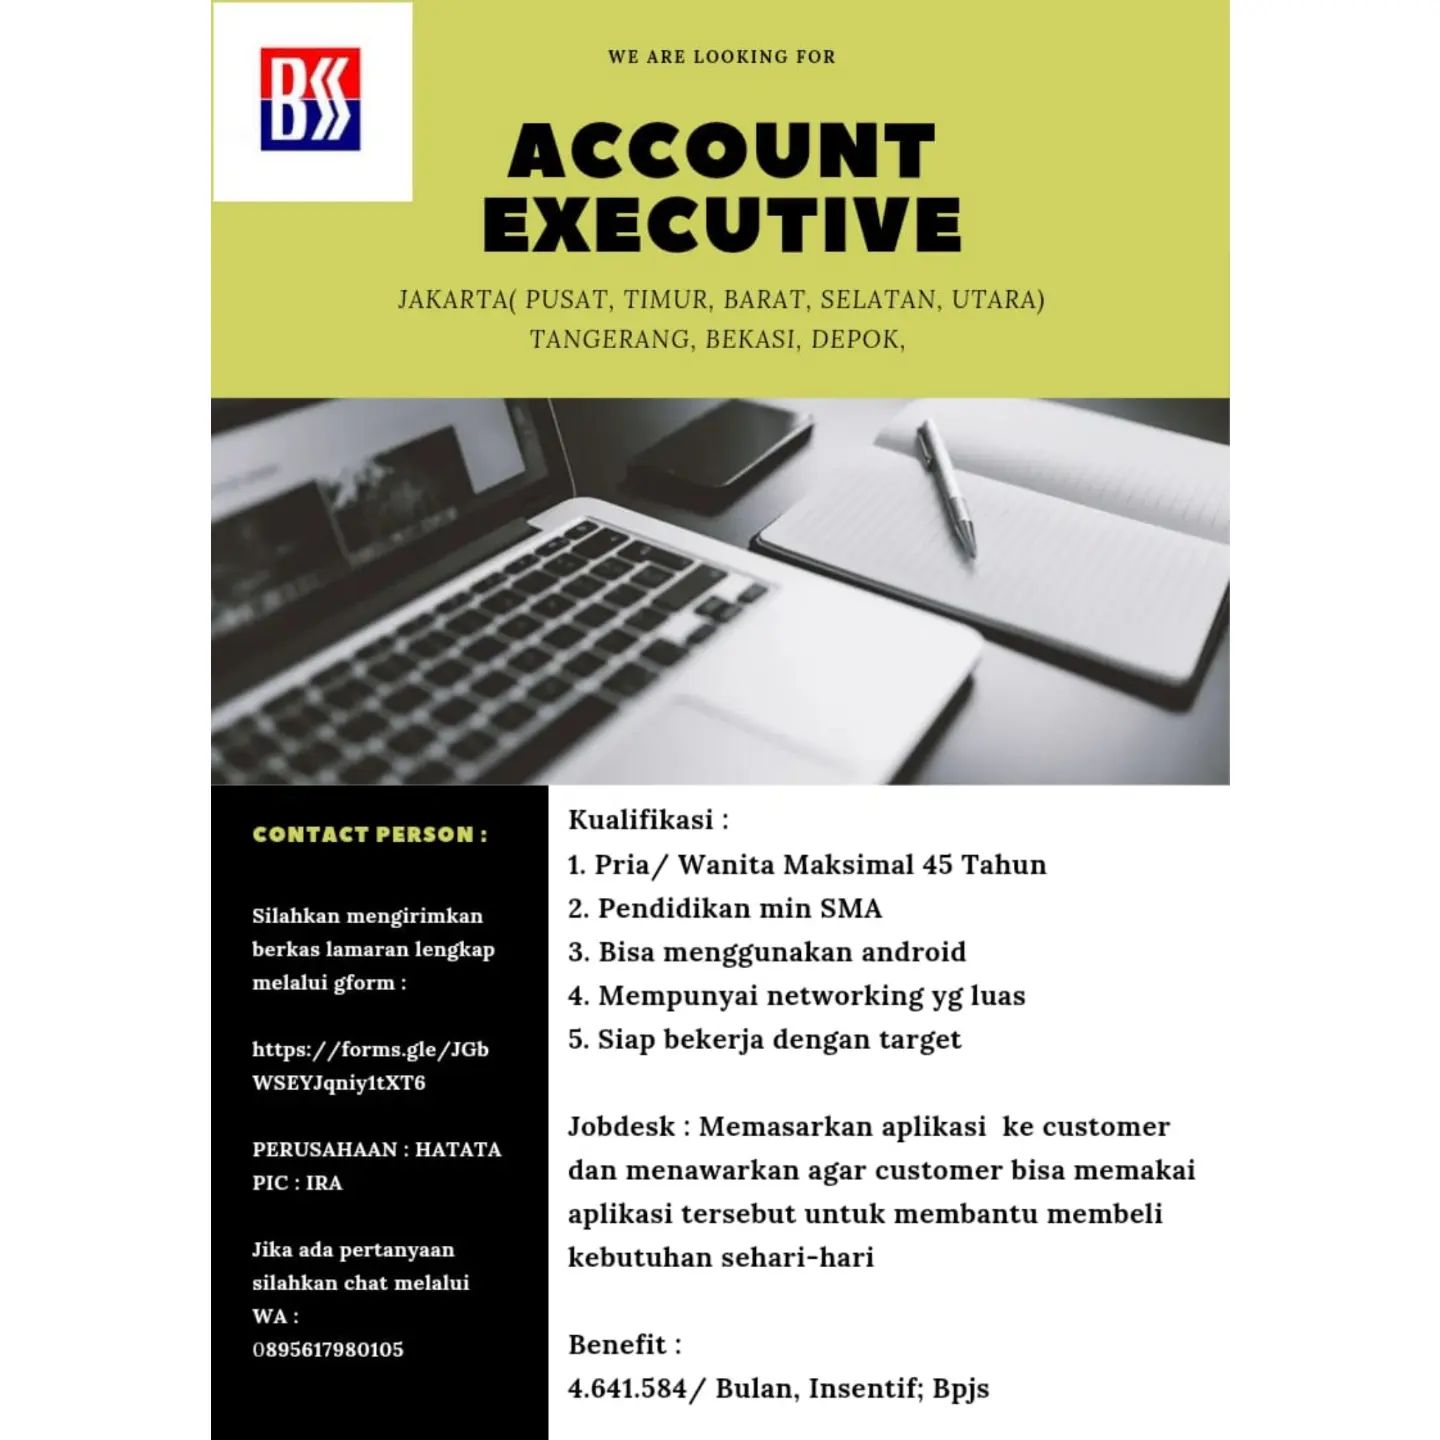 BSS
WE ARE LOOKING FOR
ACCOUNT
EXECUTIVE
JAKARTA( PUSAT, TIMUR, BARAT, SELATAN, UTARA)
TANGERANG, BEKASI, DEPOK,
CONTACT PERSON :
Silahkan mengirimkan
berkas lamaran lengkap
melalui gform :
https://forms.gle/JGb
WSEYJqniy1tXT6
PERUSAHAAN : HATATA
PIC : IRA
Jika ada pertanyaan
silahkan chat melalui
WA :
0895617980105
Kualifikasi :
1. Pria/ Wanita Maksimal 45 Tahun
2. Pendidikan min SMA
3. Bisa menggunakan android
4. Mempunyai networking yg luas
5. Siap bekerja dengan target
Jobdesk : Memasarkan aplikasi  ke customer
dan menawarkan agar customer bisa memakai
aplikasi tersebut untuk membantu membeli
kebutuhan sehari-hari
Benefit :
4.641.584/ Bulan, Insentif; Bpjs